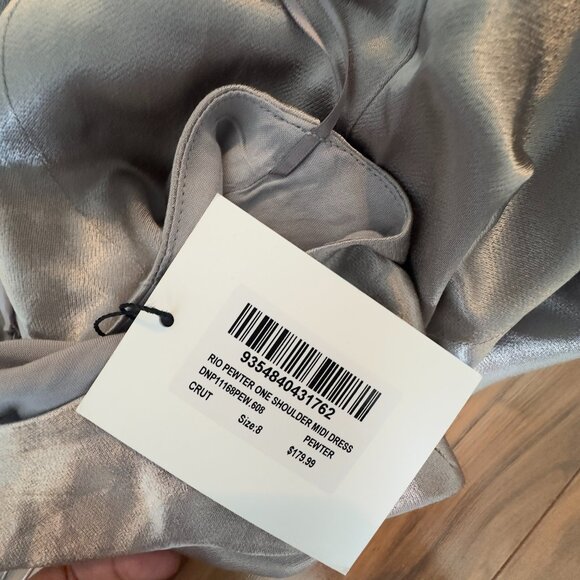 9354840431762
RIO PEWTER ONE SHOULDER MIDI DRESS
DNP11168PEW.608
PEWTER
CRUT
Size:8
$179.99